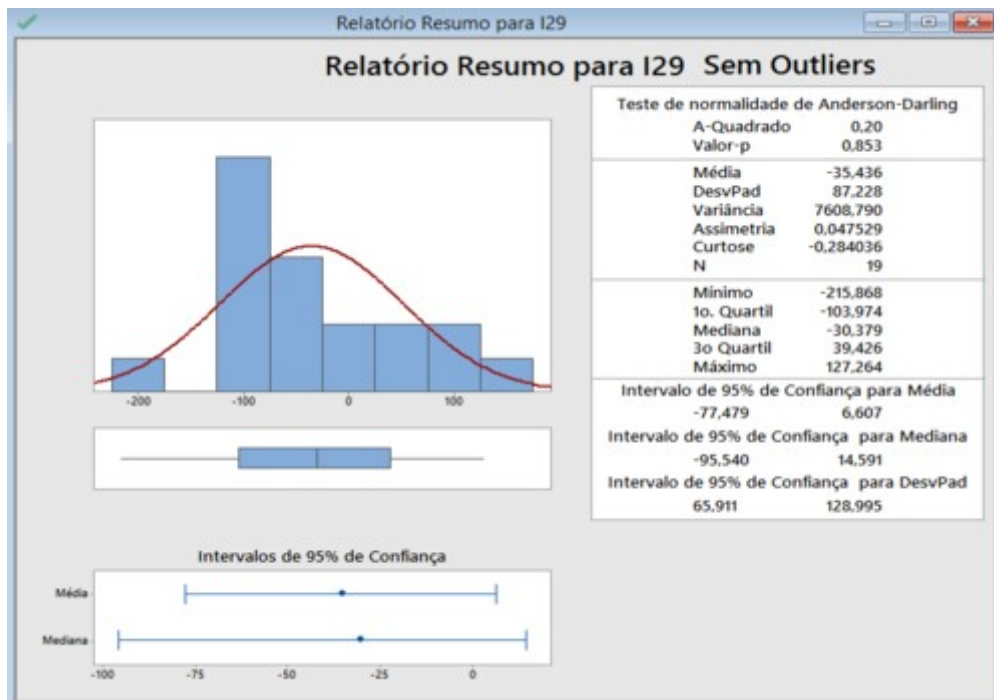 Relatório Resumo para I29
Relatório Resumo para I29 Sem Outliers
Teste de normalidade de Anderson-Darling
A-Quadrado 0,20
Valor-p 0,853
Média -35,436
DesvPad 87,228
Variância 7608,790
Assimetria 0,047529
Curtose -0,284036
N 19
Mínimo -215,868
1o. Quartil -103,974
Mediana -30,379
3o Quartil 39,426
Máximo 127,264
Intervalo de 95% de Confiança para Média
-77,479 6,607
Intervalo de 95% de Confiança para Mediana
-95,540 14,591
Intervalo de 95% de Confiança para DesvPad
65,911 128,995
-200 -100 0 100
Intervalos de 95% de Confiança
Média
Mediana
-100 -75 -50 -25 0